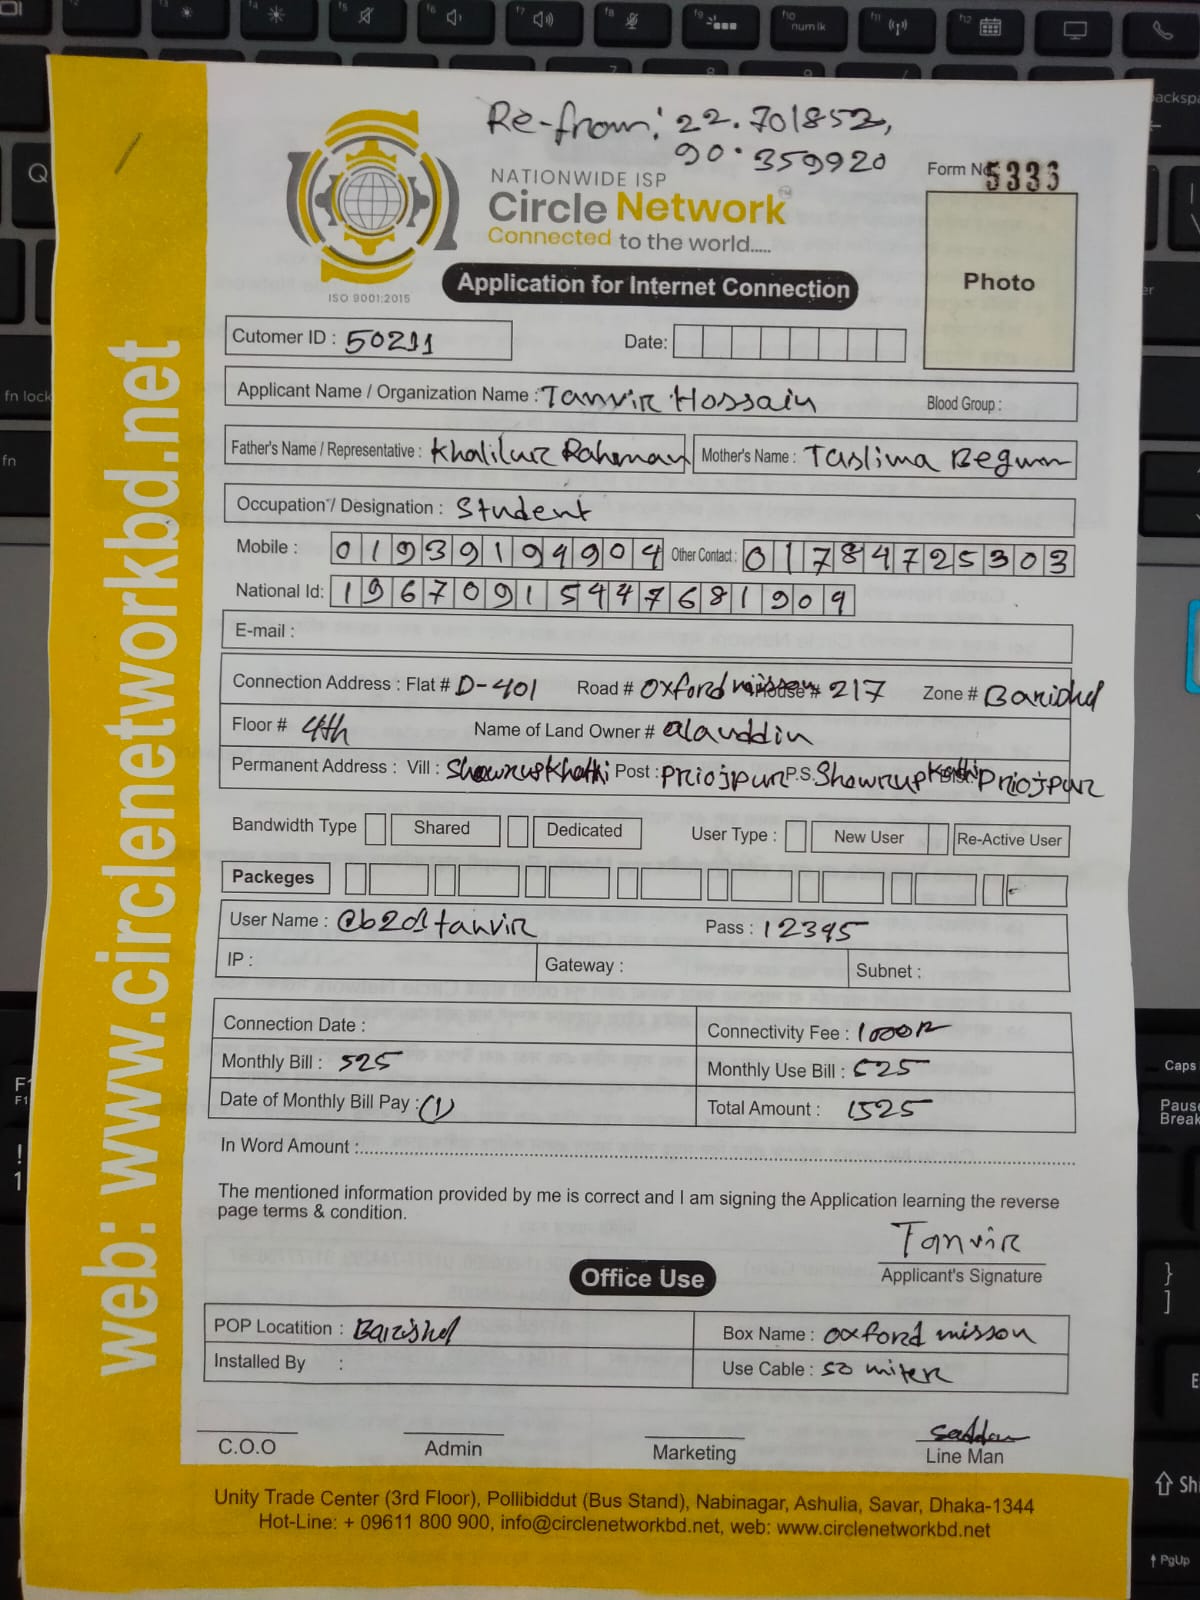 Re-from: 22.701852,
90.359920
NATIONWIDE ISP
Circle Network™
Connected to the world.....
ISO 9001:2015
Form No 5333
Photo
Application for Internet Connection
Cutomer ID : 50211
Date:
Applicant Name / Organization Name : Tanvir Hossain Blood Group :
Father's Name / Representative : Khalilur Rahman Mother's Name : Taslima Begum
Occupation / Designation : Student
Mobile : 01939199904 Other Contact : 01784725303
National Id: 19670915447681909
E-mail :
Connection Address : Flat # D-401 Road # Oxford mission House # 217 Zone # Barishal
Floor # 4th Name of Land Owner # alauddin
Permanent Address : Vill : Post : Priojpur P.S. Dist: Priojpur
Bandwidth Type Shared Dedicated User Type : New User Re-Active User
Packeges
User Name : @b2d1tanvir Pass : 12345
IP : Gateway : Subnet :
Connection Date : Connectivity Fee : 1000
Monthly Bill : 525 Monthly Use Bill : 525
Date of Monthly Bill Pay : (1) Total Amount : 1525
In Word Amount :
The mentioned information provided by me is correct and I am signing the Application learning the reverse
page terms & condition.
Tanvir
Applicant's Signature
Office Use
POP Locatition : Barishal Box Name : oxford misson
Installed By : Use Cable : 50 miter
C.O.O Admin Marketing Line Man
Unity Trade Center (3rd Floor), Pollibiddut (Bus Stand), Nabinagar, Ashulia, Savar, Dhaka-1344
Hot-Line: + 09611 800 900, info@circlenetworkbd.net, web: www.circlenetworkbd.net
web: www.circlenetworkbd.net